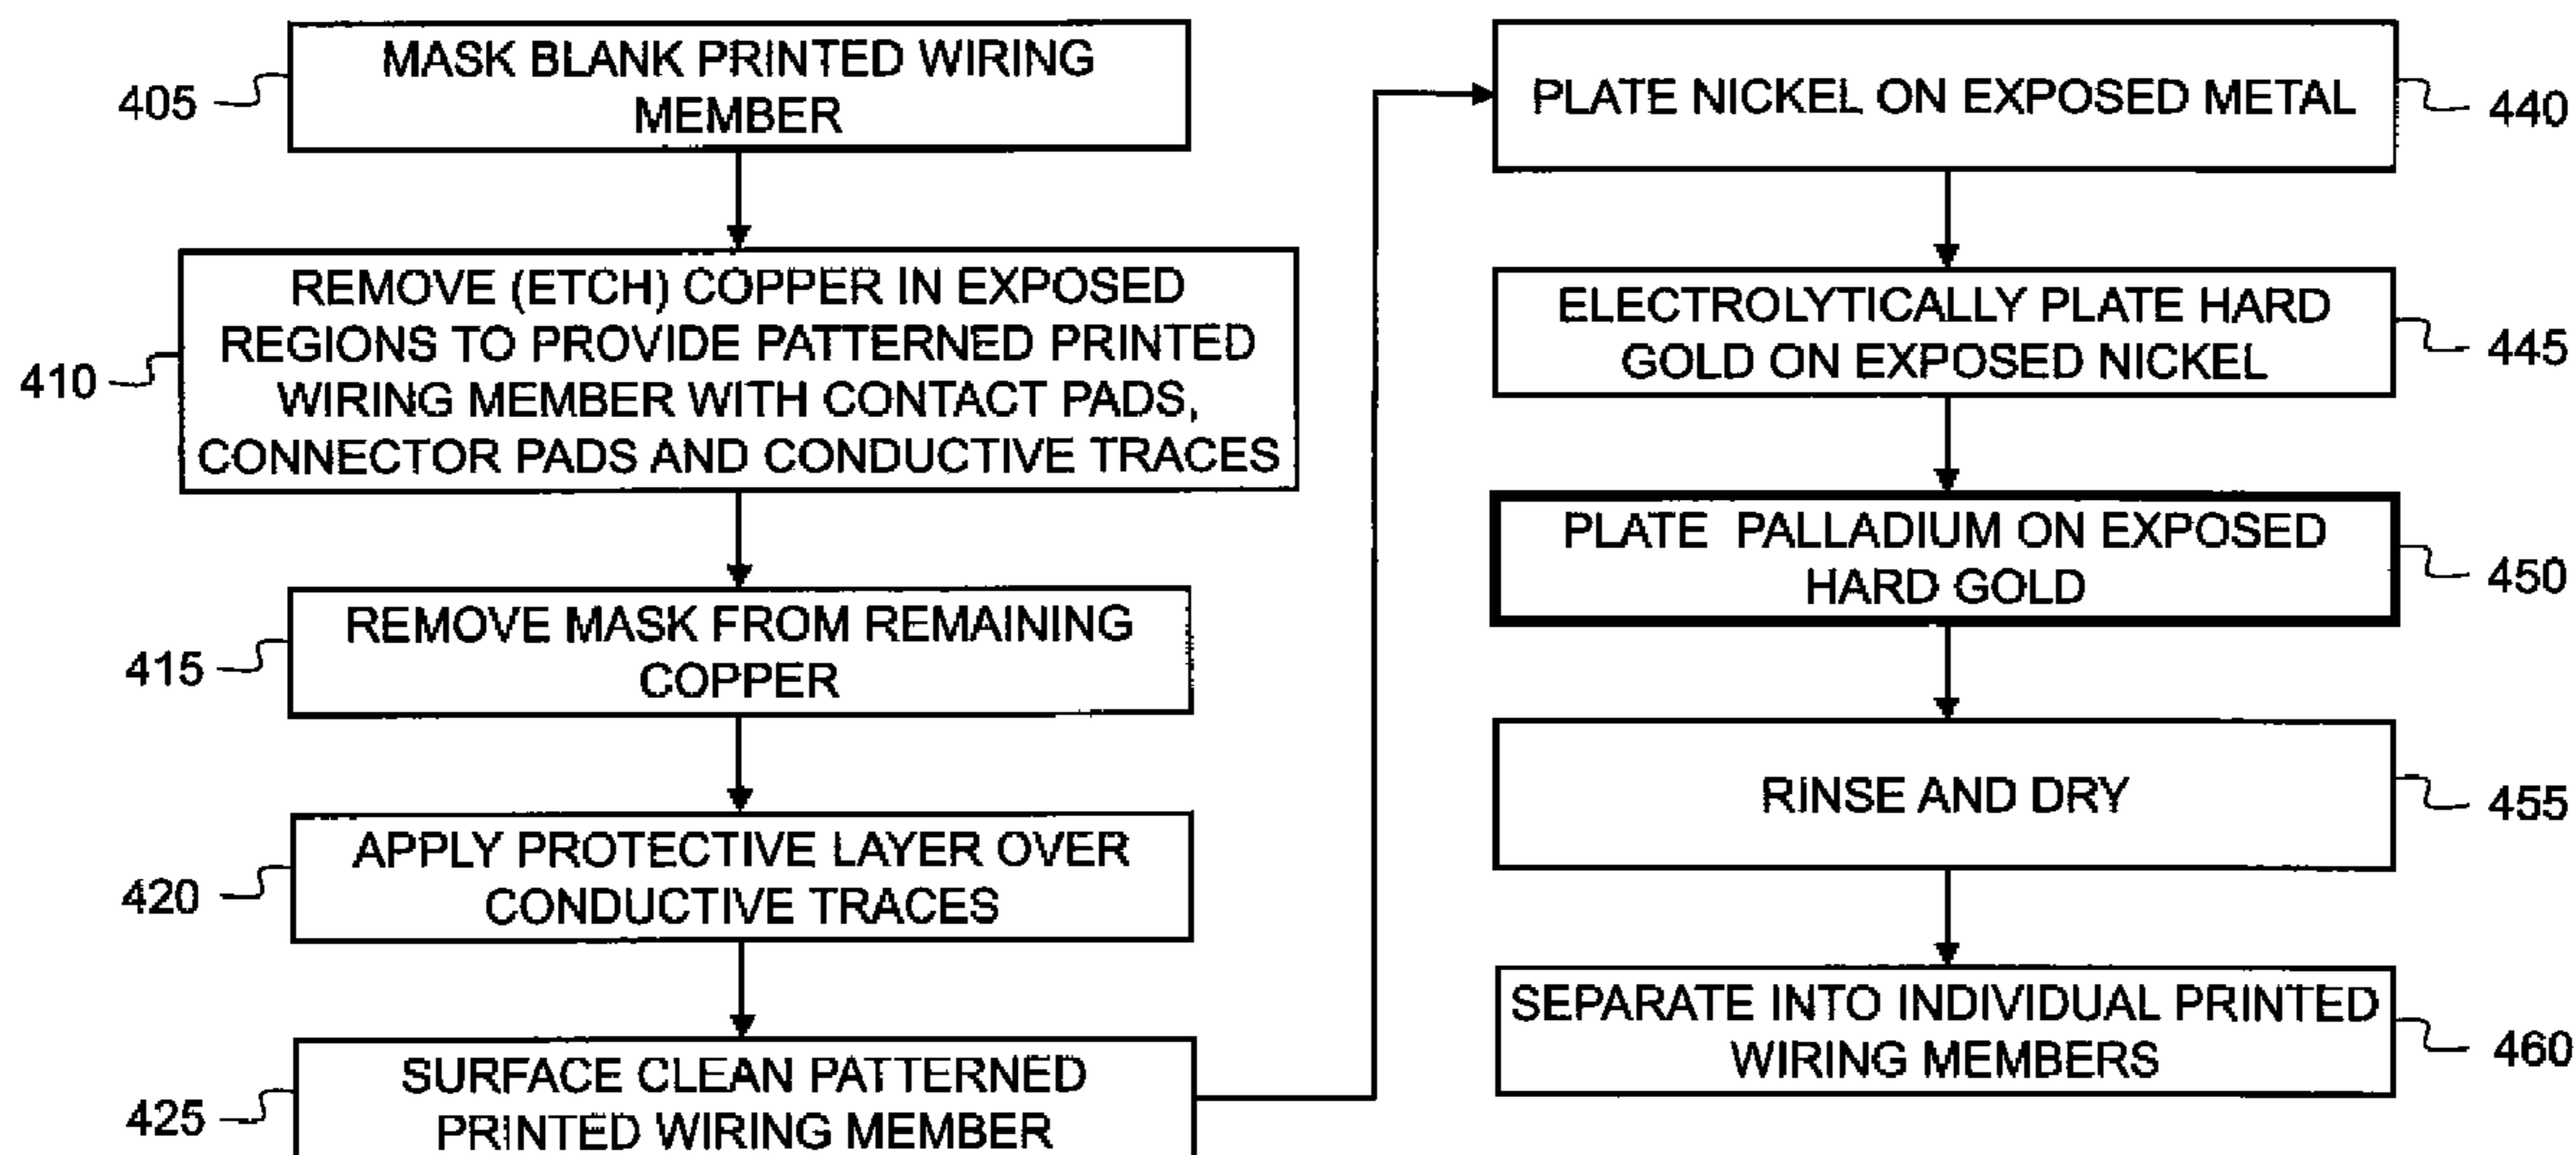 MASK BLANK PRINTED WIRING
MEMBER
405
REMOVE (ETCH) COPPER IN EXPOSED
REGIONS TO PROVIDE PATTERNED PRINTED
WIRING MEMBER WITH CONTACT PADS,
CONNECTOR PADS AND CONDUCTIVE TRACES
410
REMOVE MASK FROM REMAINING
COPPER
415
APPLY PROTECTIVE LAYER OVER
CONDUCTIVE TRACES
420
SURFACE CLEAN PATTERNED
PRINTED WIRING MEMBER
425
PLATE NICKEL ON EXPOSED METAL
440
ELECTROLYTICALLY PLATE HARD
GOLD ON EXPOSED NICKEL
445
PLATE PALLADIUM ON EXPOSED
HARD GOLD
450
RINSE AND DRY
455
SEPARATE INTO INDIVIDUAL PRINTED
WIRING MEMBERS
460